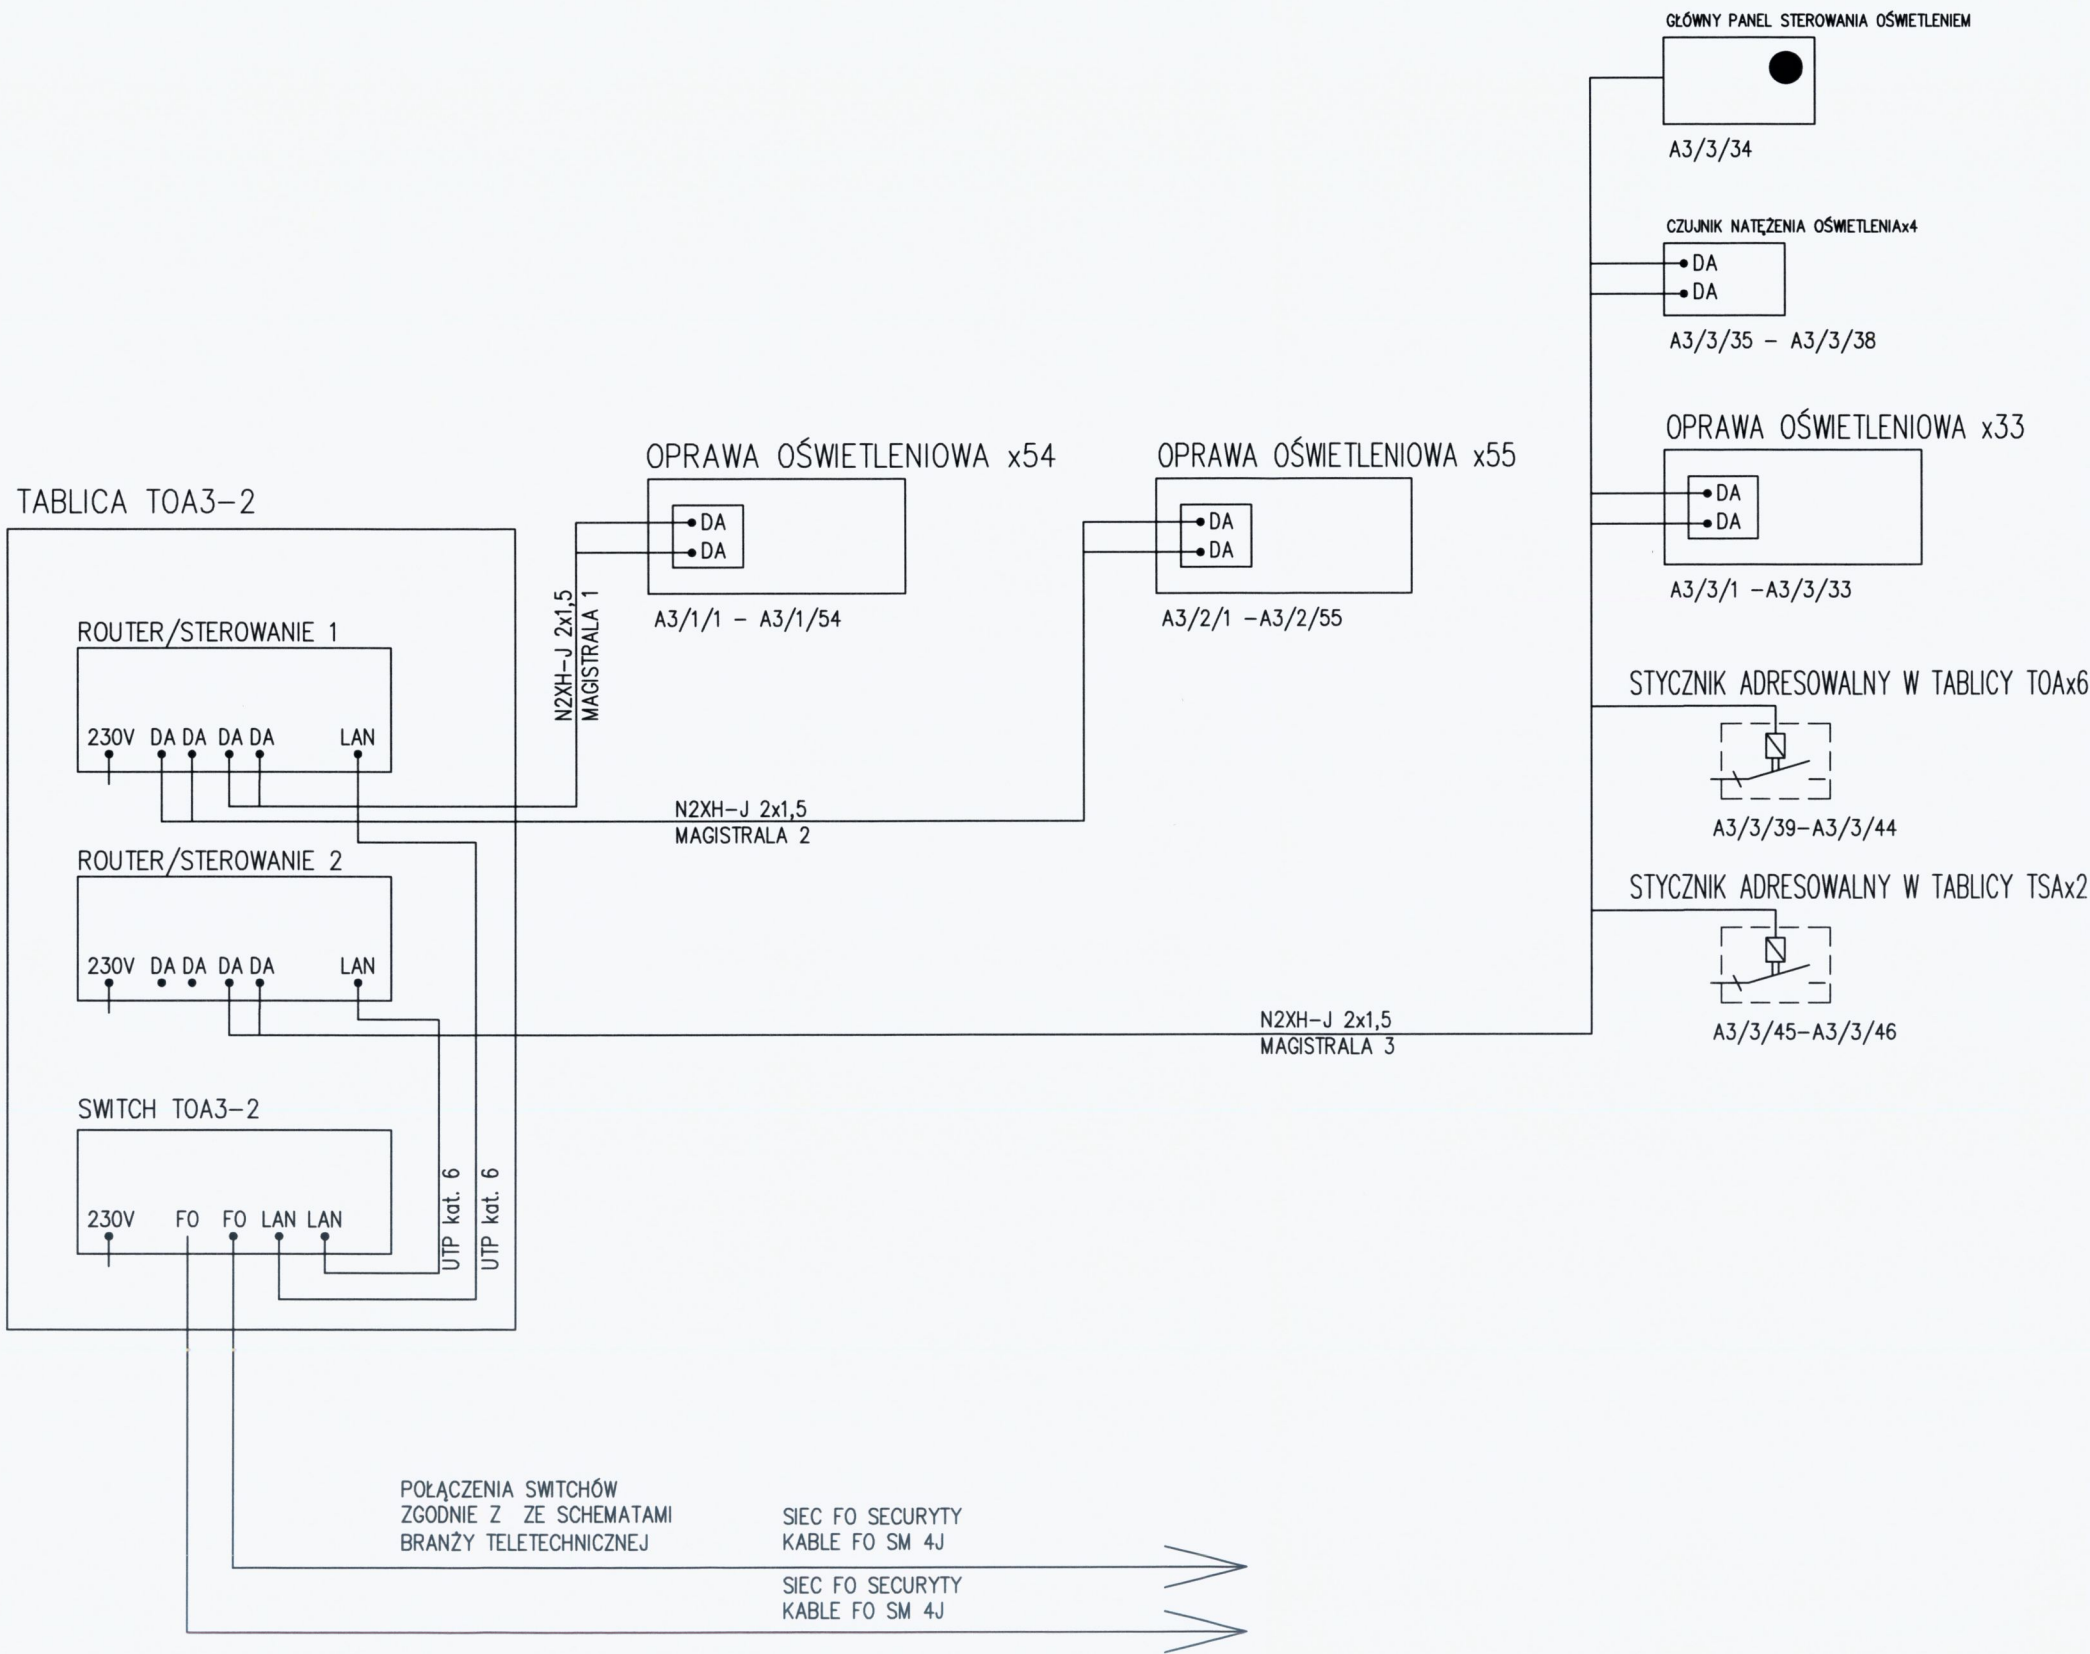 GŁÓWNY PANEL STEROWANIA OŚWIETLENIEM
A3/3/34
CZUJNIK NATĘŻENIA OŚWIETLENIAx4
DA
DA
A3/3/35 - A3/3/38
OPRAWA OŚWIETLENIOWA x33
DA
DA
A3/3/1 -A3/3/33
OPRAWA OŚWIETLENIOWA x54
DA
DA
A3/1/1 - A3/1/54
OPRAWA OŚWIETLENIOWA x55
DA
DA
A3/2/1 -A3/2/55
TABLICA TOA3-2
N2XH-J 2x1,5
MAGISTRALA 1
ROUTER/STEROWANIE 1
230V DA DA DA DA LAN
STYCZNIK ADRESOWALNY W TABLICY TOAx6
A3/3/39-A3/3/44
N2XH-J 2x1,5
MAGISTRALA 2
ROUTER/STEROWANIE 2
230V DA DA DA DA LAN
STYCZNIK ADRESOWALNY W TABLICY TSAx2
A3/3/45-A3/3/46
N2XH-J 2x1,5
MAGISTRALA 3
SWITCH TOA3-2
230V FO FO LAN LAN
UTP kat. 6
UTP kat. 6
POŁĄCZENIA SWITCHÓW
ZGODNIE Z ZE SCHEMATAMI
BRANŻY TELETECHNICZNEJ
SIEC FO SECURYTY
KABLE FO SM 4J
SIEC FO SECURYTY
KABLE FO SM 4J